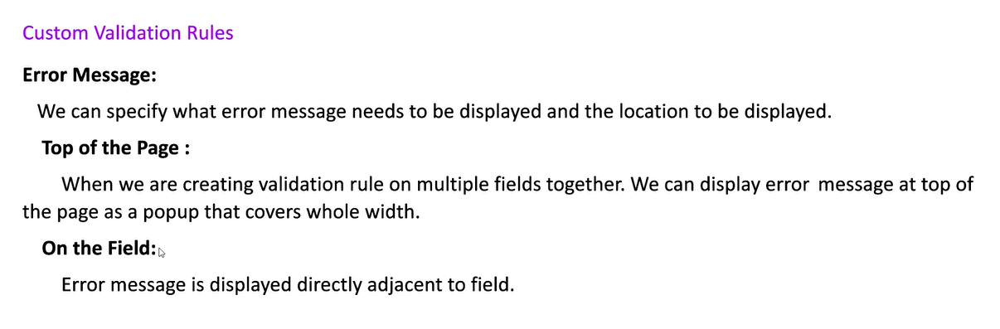 Custom Validation Rules
Error Message:
We can specify what error message needs to be displayed and the location to be displayed.
Top of the Page :
When we are creating validation rule on multiple fields together. We can display error message at top of
the page as a popup that covers whole width.
On the Field:
Error message is displayed directly adjacent to field.